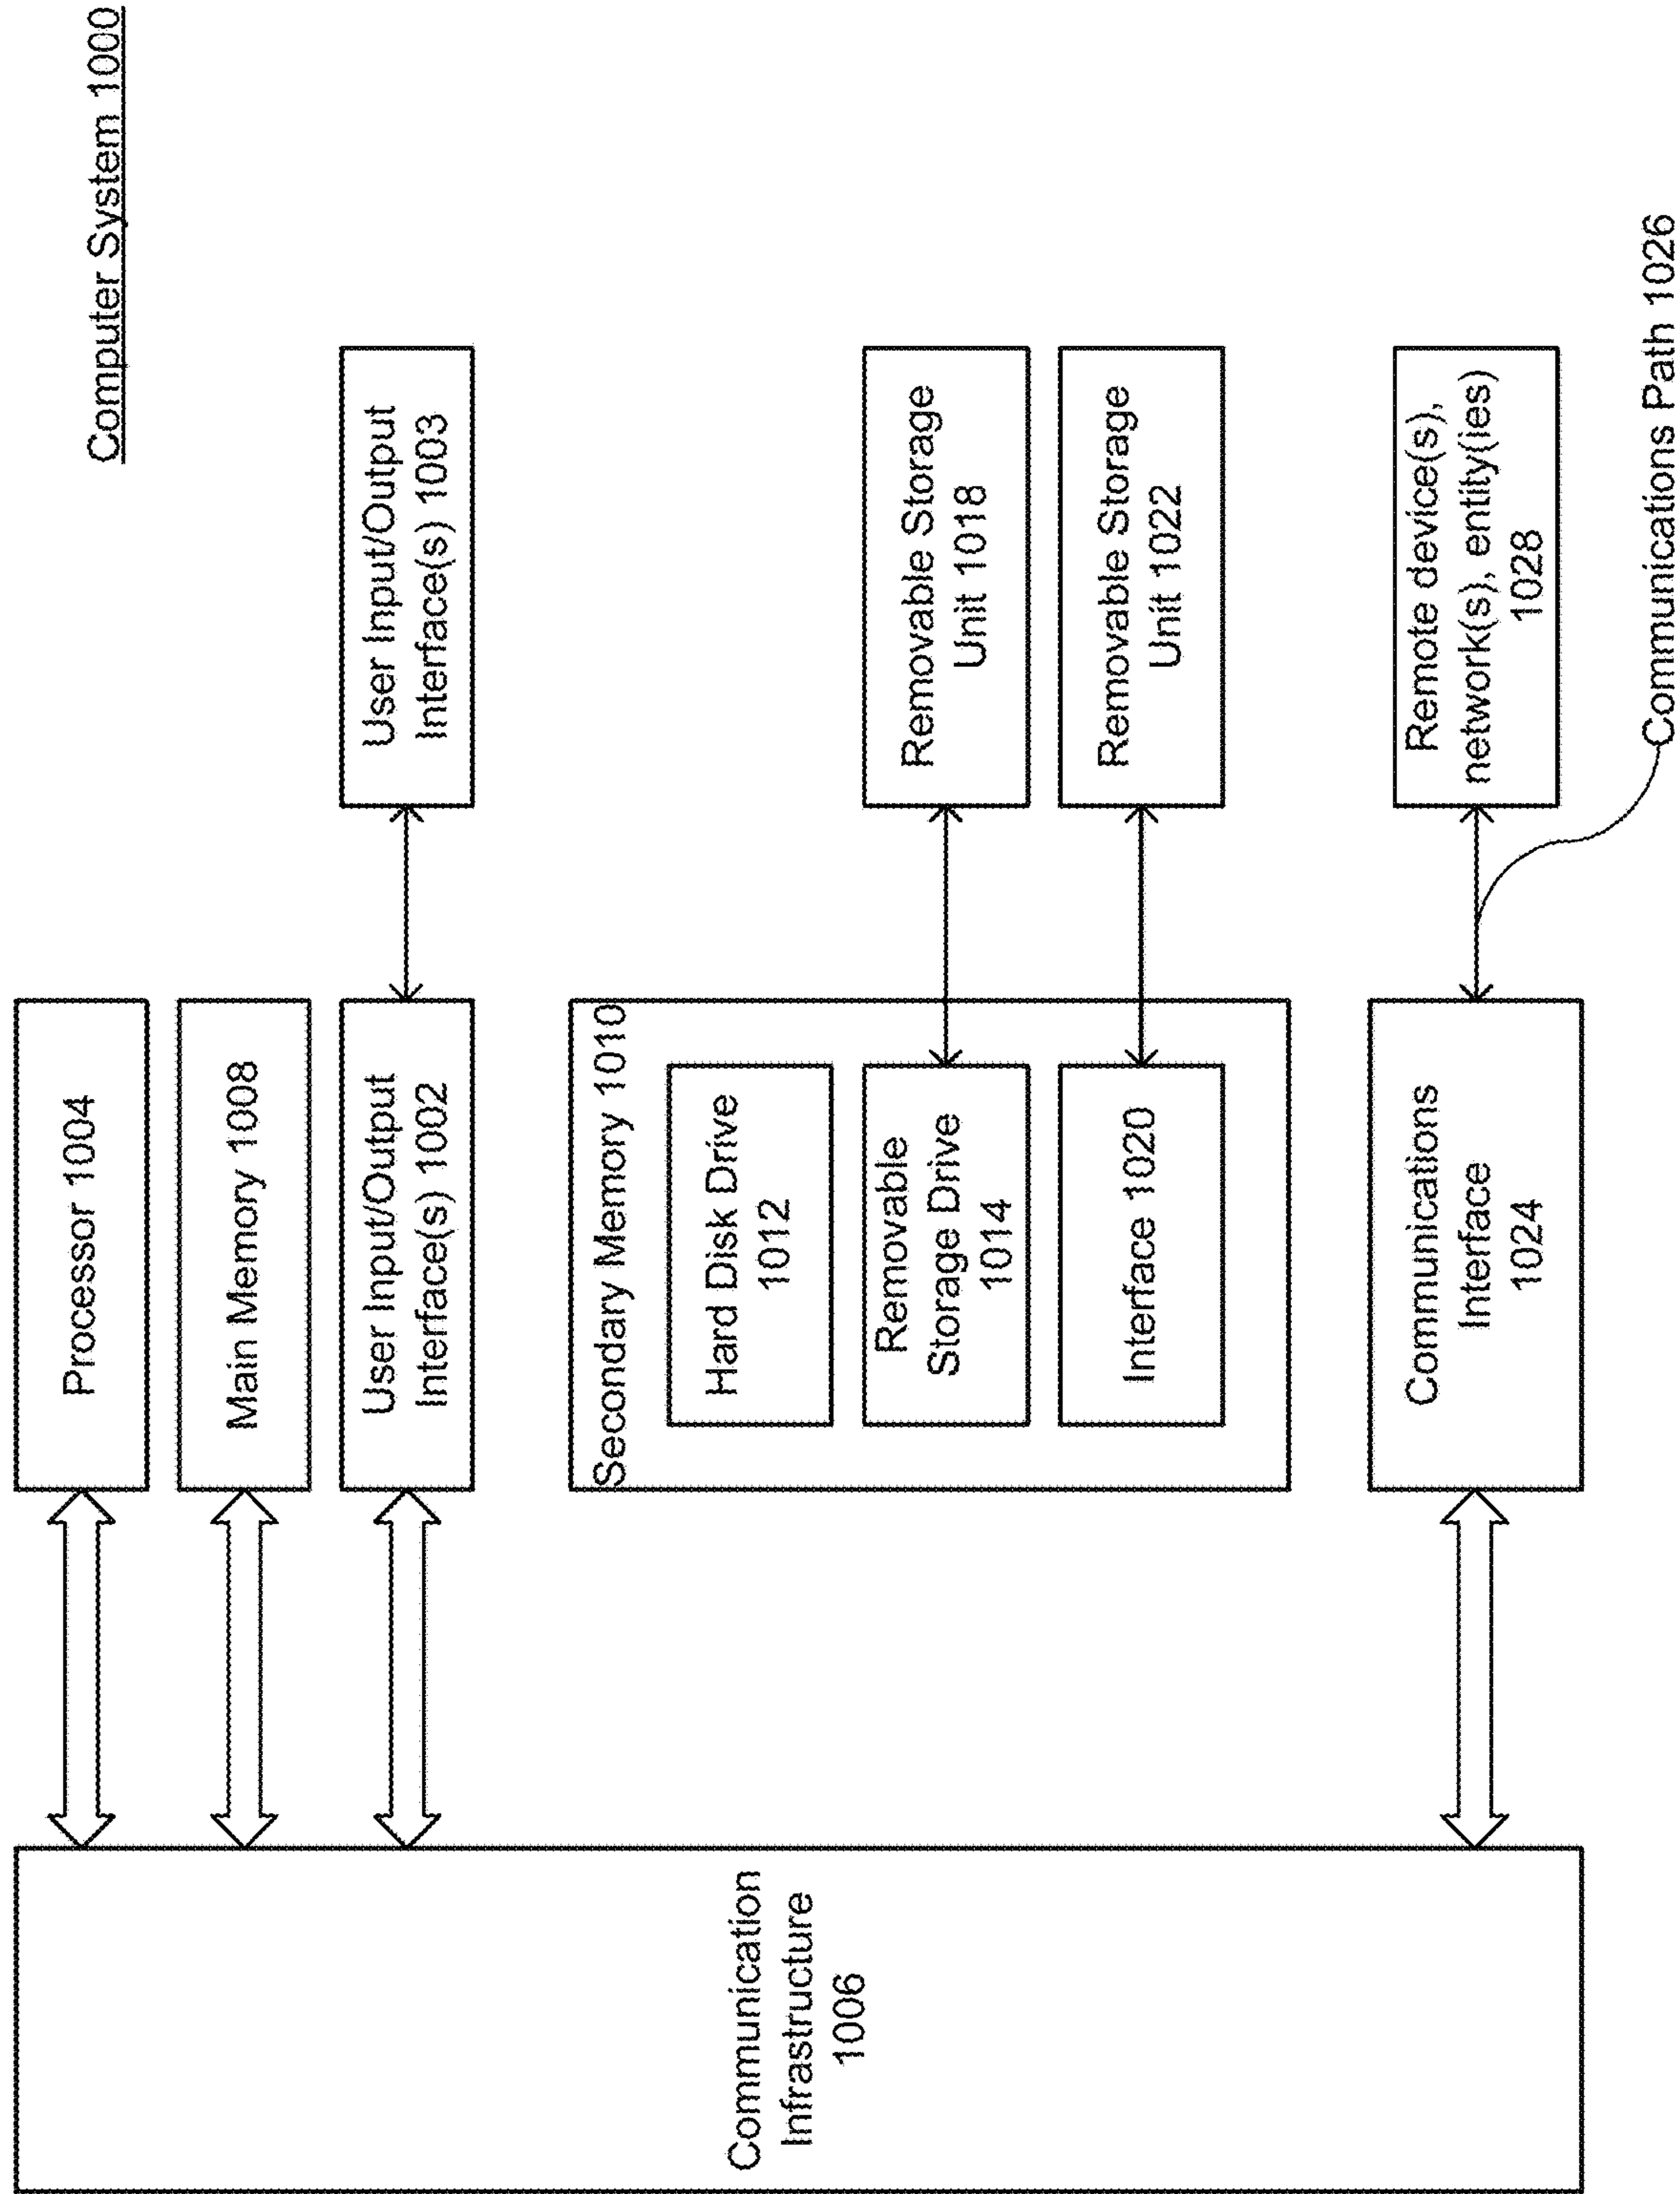 Computer System 1000
Processor 1004
Main Memory 1008
User Input/Output
Interface(s) 1002
User Input/Output
Interface(s) 1003
Secondary Memory 1010
Hard Disk Drive
1012
Removable
Storage Drive
1014
Removable Storage
Unit 1018
Interface 1020
Removable Storage
Unit 1022
Communication
Infrastructure
1006
Communications
Interface
1024
Remote device(s),
network(s), entity(ies)
1028
Communications Path 1026